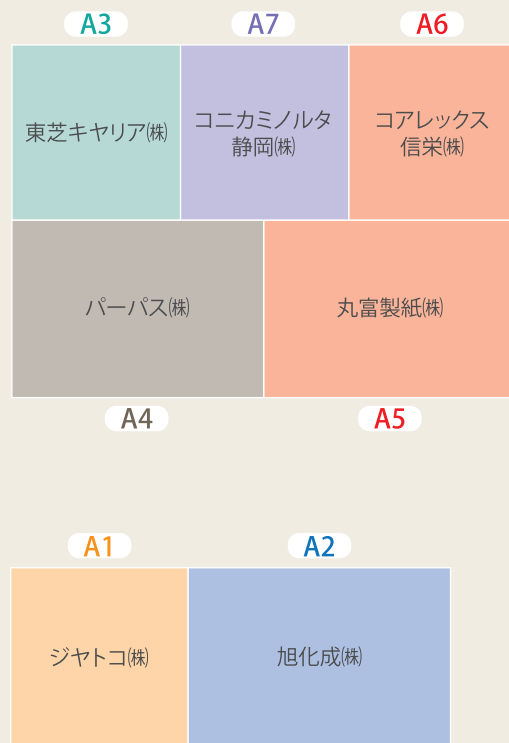 A3
A7
A6
東芝キヤリア㈱
コニカミノルタ
静岡㈱
コアレックス
信栄㈱
パーパス㈱
丸富製紙㈱
A4
A5
A1
A2
ジヤトコ㈱
旭化成㈱